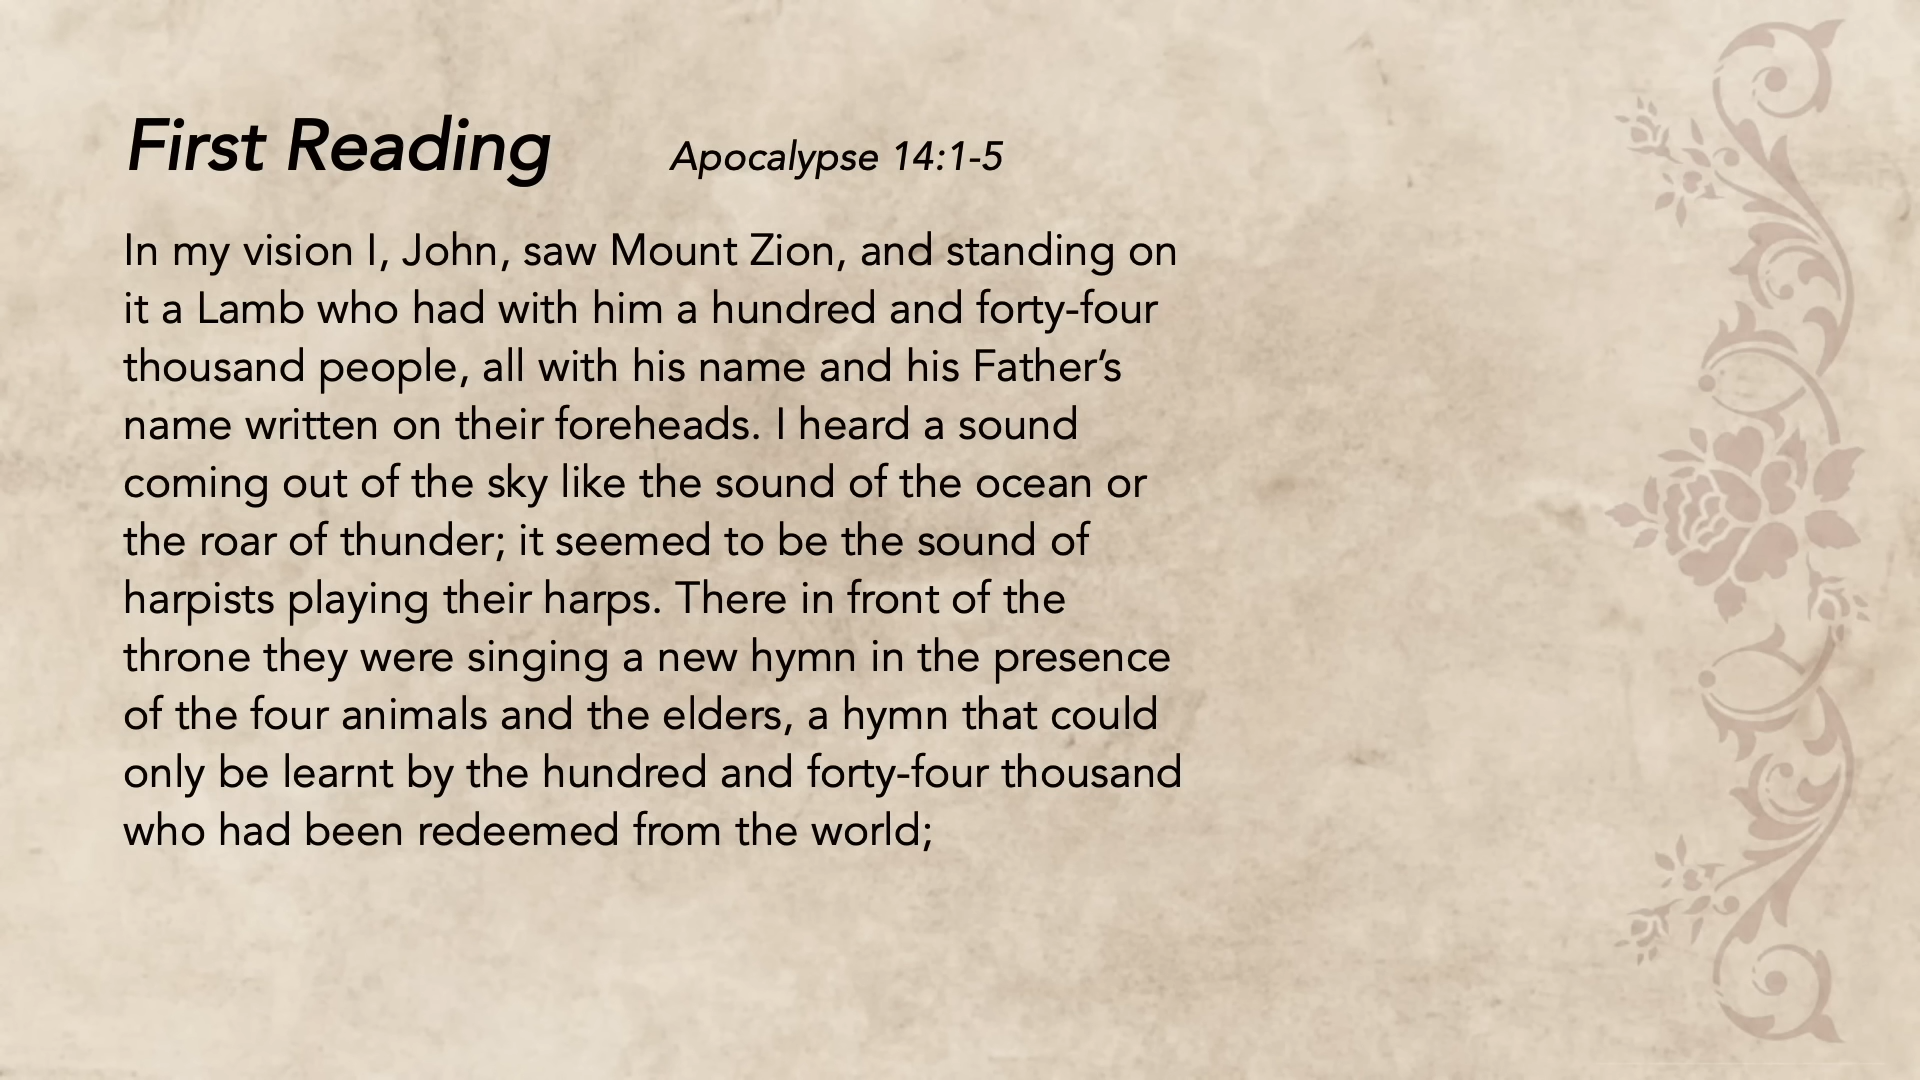 First Reading Apocalypse 14:1-5
In my vision I, John, saw Mount Zion, and standing on
it a Lamb who had with him a hundred and forty-four
thousand people, all with his name and his Father’s
name written on their foreheads. I heard a sound
coming out of the sky like the sound of the ocean or
the roar of thunder; it seemed to be the sound of
harpists playing their harps. There in front of the
throne they were singing a new hymn in the presence
of the four animals and the elders, a hymn that could
only be learnt by the hundred and forty-four thousand
who had been redeemed from the world;